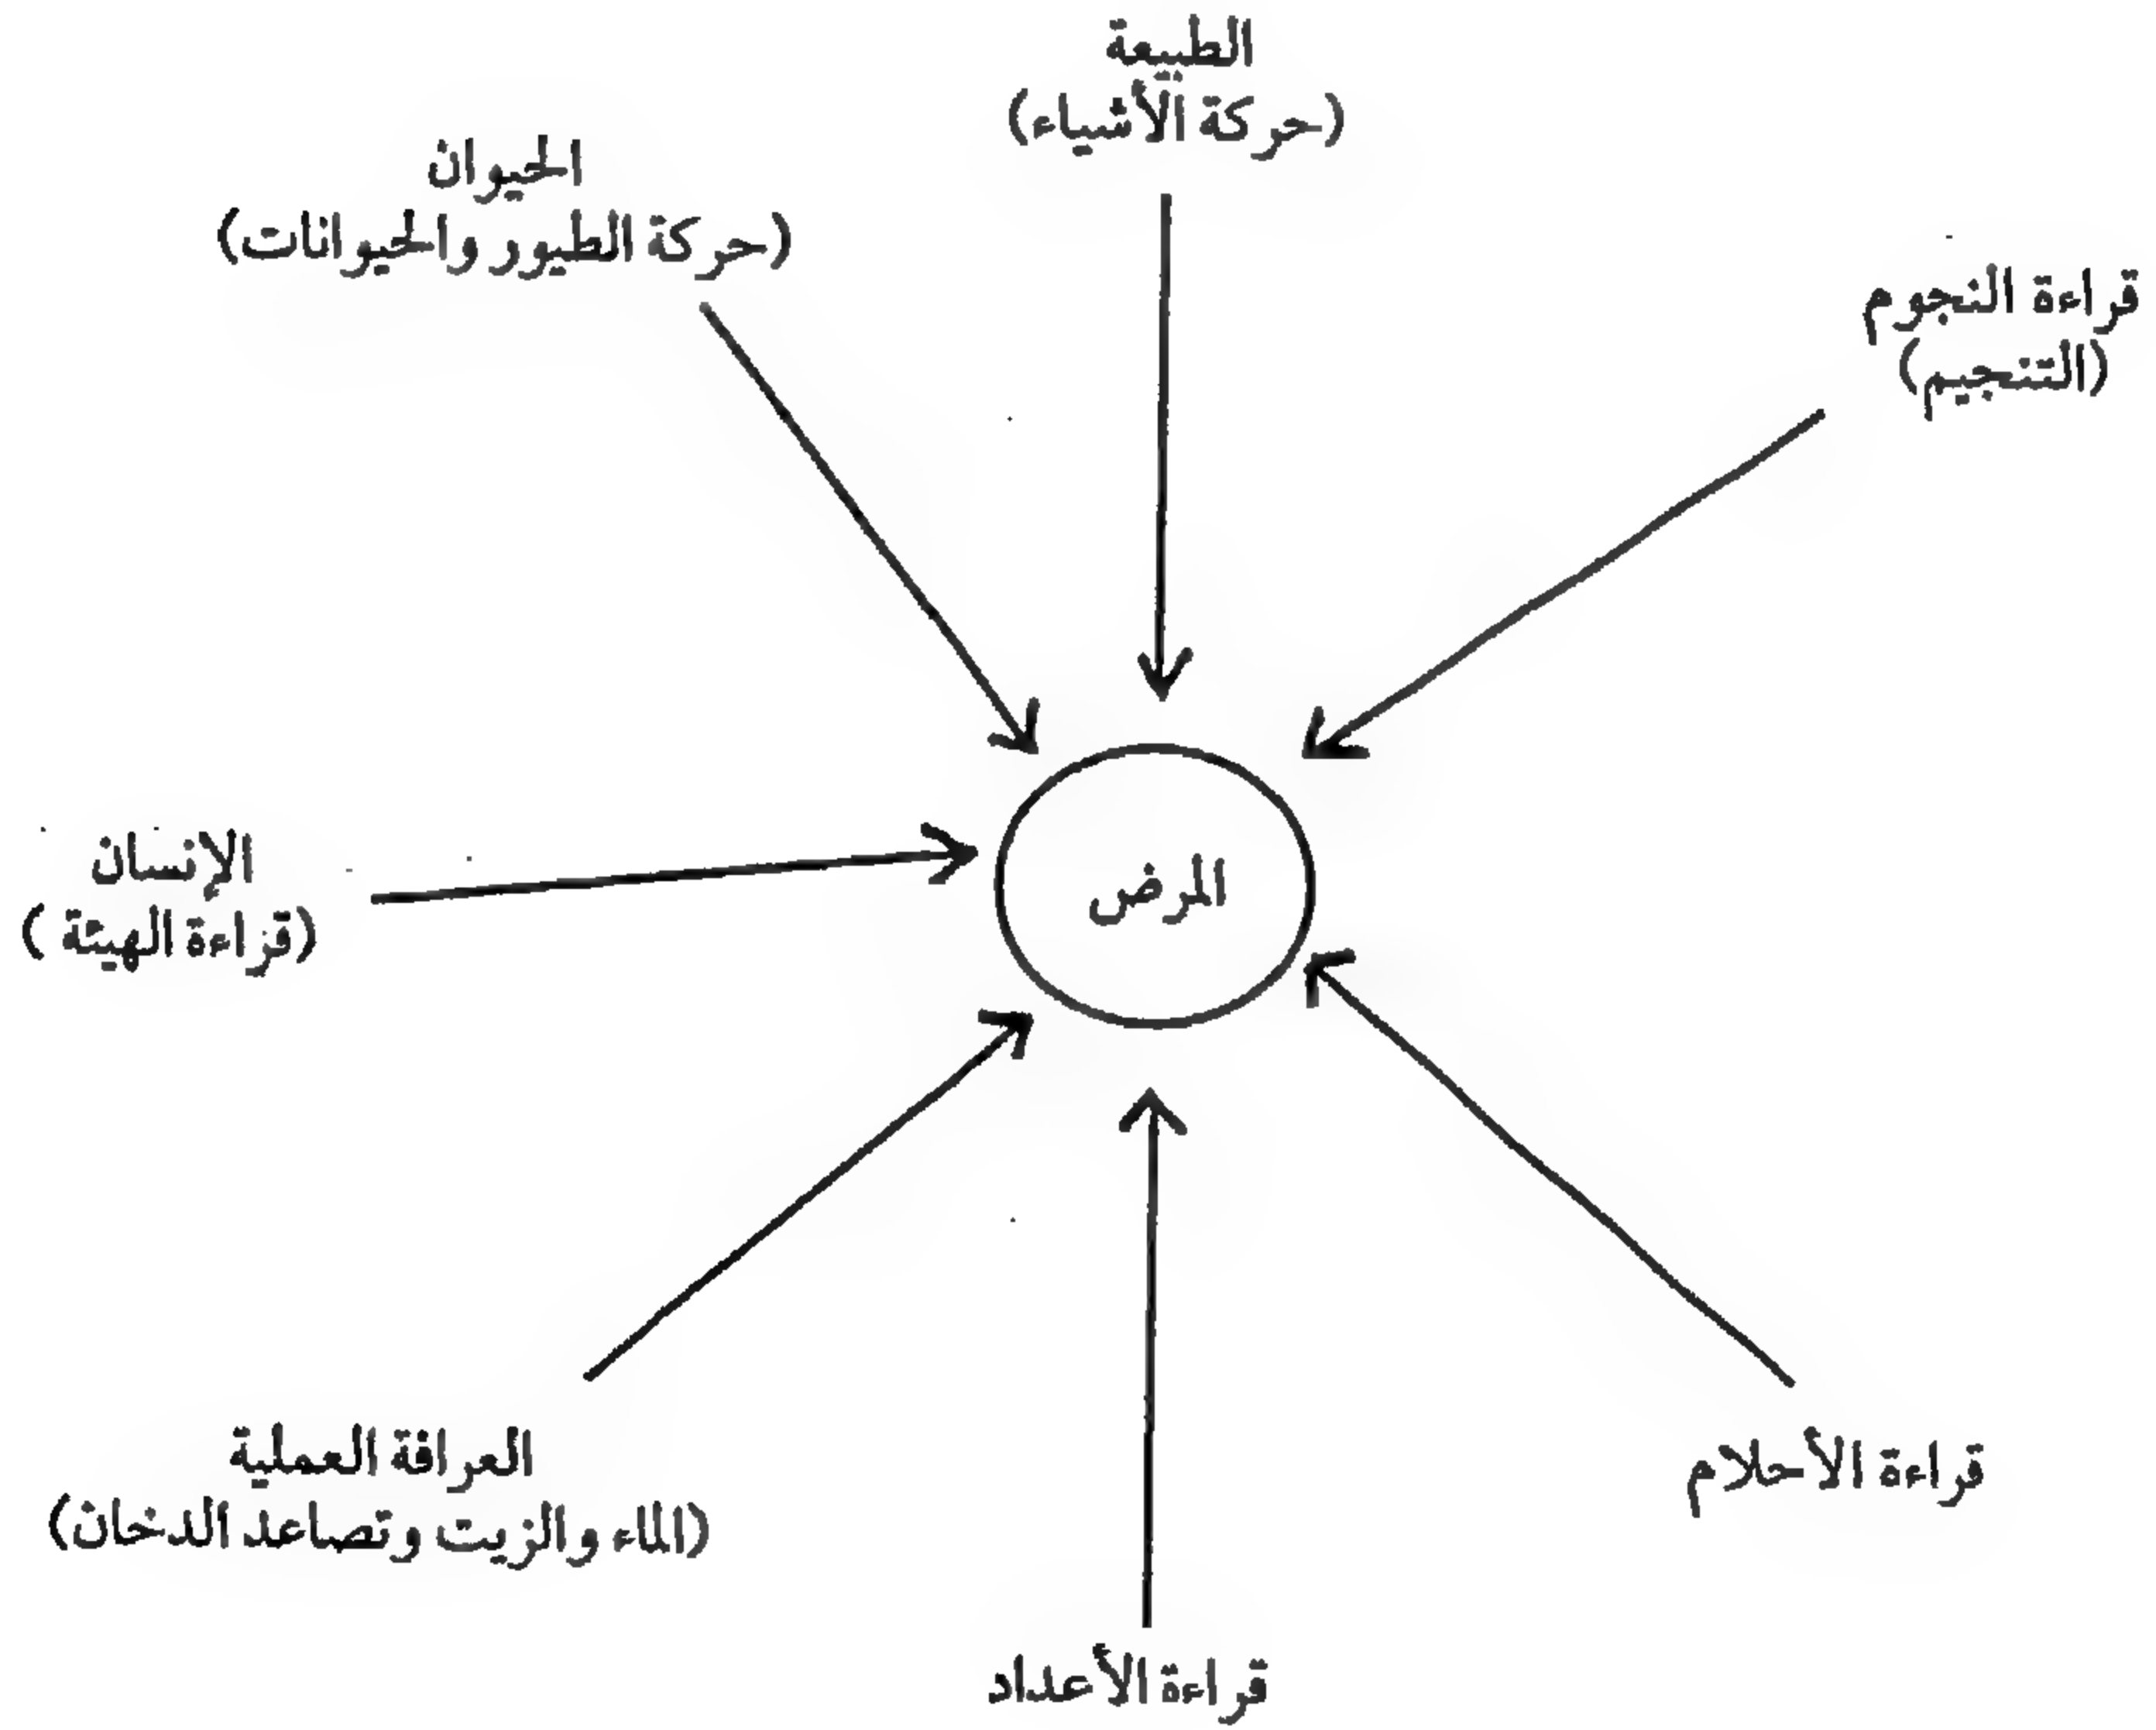 الطبيعة
(حركة الأشياء)
الحيوان
(حركة الطيور والحيوانات)
قراءة النجوم
(التنجيم)
الإنسان
(قراءة الهيئة)
المرض
العرافة العملية
(الماء والزيت وتصاعد الدخان)
قراءة الأحلام
قراءة الأعداد